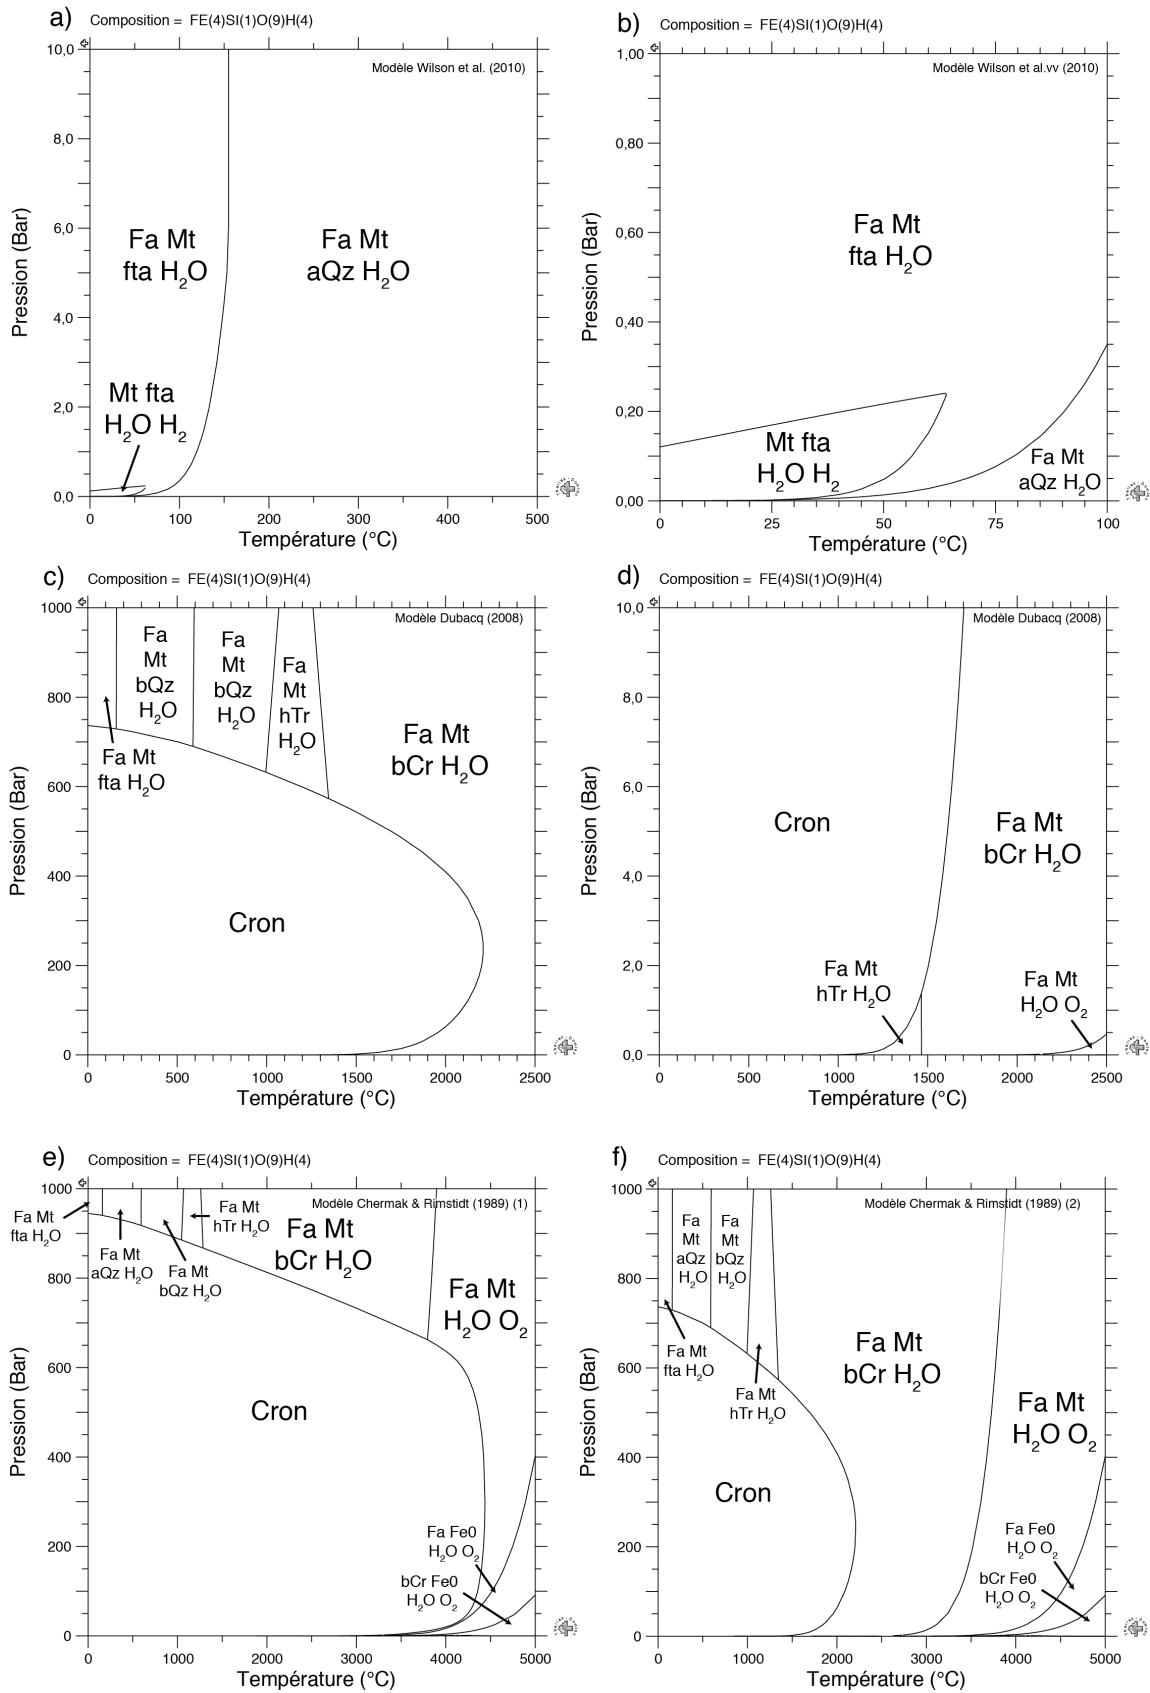 a)
Composition = FE(4)SI(1)O(9)H(4)
Modèle Wilson et al. (2010)
10,0
8,0
6,0
4,0
2,0
0,0
Pression (Bar)
Fa Mt
fta H2O
Fa Mt
aQz H2O
Mt fta
H2O H2
0
100
200
300
400
500
Température (°C)
b)
Composition = FE(4)SI(1)O(9)H(4)
Modèle Wilson et al.vv (2010)
1,00
0,80
0,60
0,40
0,20
0,00
Pression (Bar)
Fa Mt
fta H2O
Mt fta
H2O H2
Fa Mt
aQz H2O
0
25
50
75
100
Température (°C)
c)
Composition = FE(4)SI(1)O(9)H(4)
Modèle Dubacq (2008)
1000
800
600
400
200
0
Pression (Bar)
Fa
Mt
bQz
H2O
Fa
Mt
bQz
H2O
Fa
Mt
hTr
H2O
Fa Mt
bCr H2O
Fa Mt
fta H2O
Cron
0
500
1000
1500
2000
2500
Température (°C)
d)
Composition = FE(4)SI(1)O(9)H(4)
Modèle Dubacq (2008)
10,0
8,0
6,0
4,0
2,0
0,0
Pression (Bar)
Cron
Fa Mt
bCr H2O
Fa Mt
hTr H2O
Fa Mt
H2O O2
0
500
1000
1500
2000
2500
Température (°C)
e)
Composition = FE(4)SI(1)O(9)H(4)
Modèle Chermak & Rimstidt (1989) (1)
1000
800
600
400
200
0
Pression (Bar)
Fa Mt
fta H2O
Fa Mt
aQz H2O
Fa Mt
bQz H2O
Fa Mt
hTr H2O
Fa Mt
bCr H2O
Fa Mt
H2O O2
Cron
Fa Fe0
H2O O2
bCr Fe0
H2O O2
0
1000
2000
3000
4000
5000
Température (°C)
f)
Composition = FE(4)SI(1)O(9)H(4)
Modèle Chermak & Rimstidt (1989) (2)
1000
800
600
400
200
0
Pression (Bar)
Fa
Mt
aQz
H2O
Fa
Mt
bQz
H2O
Fa Mt
fta H2O
Fa Mt
hTr H2O
Fa Mt
bCr H2O
Fa Mt
H2O O2
Cron
Fa Fe0
H2O O2
bCr Fe0
H2O O2
0
1000
2000
3000
4000
5000
Température (°C)